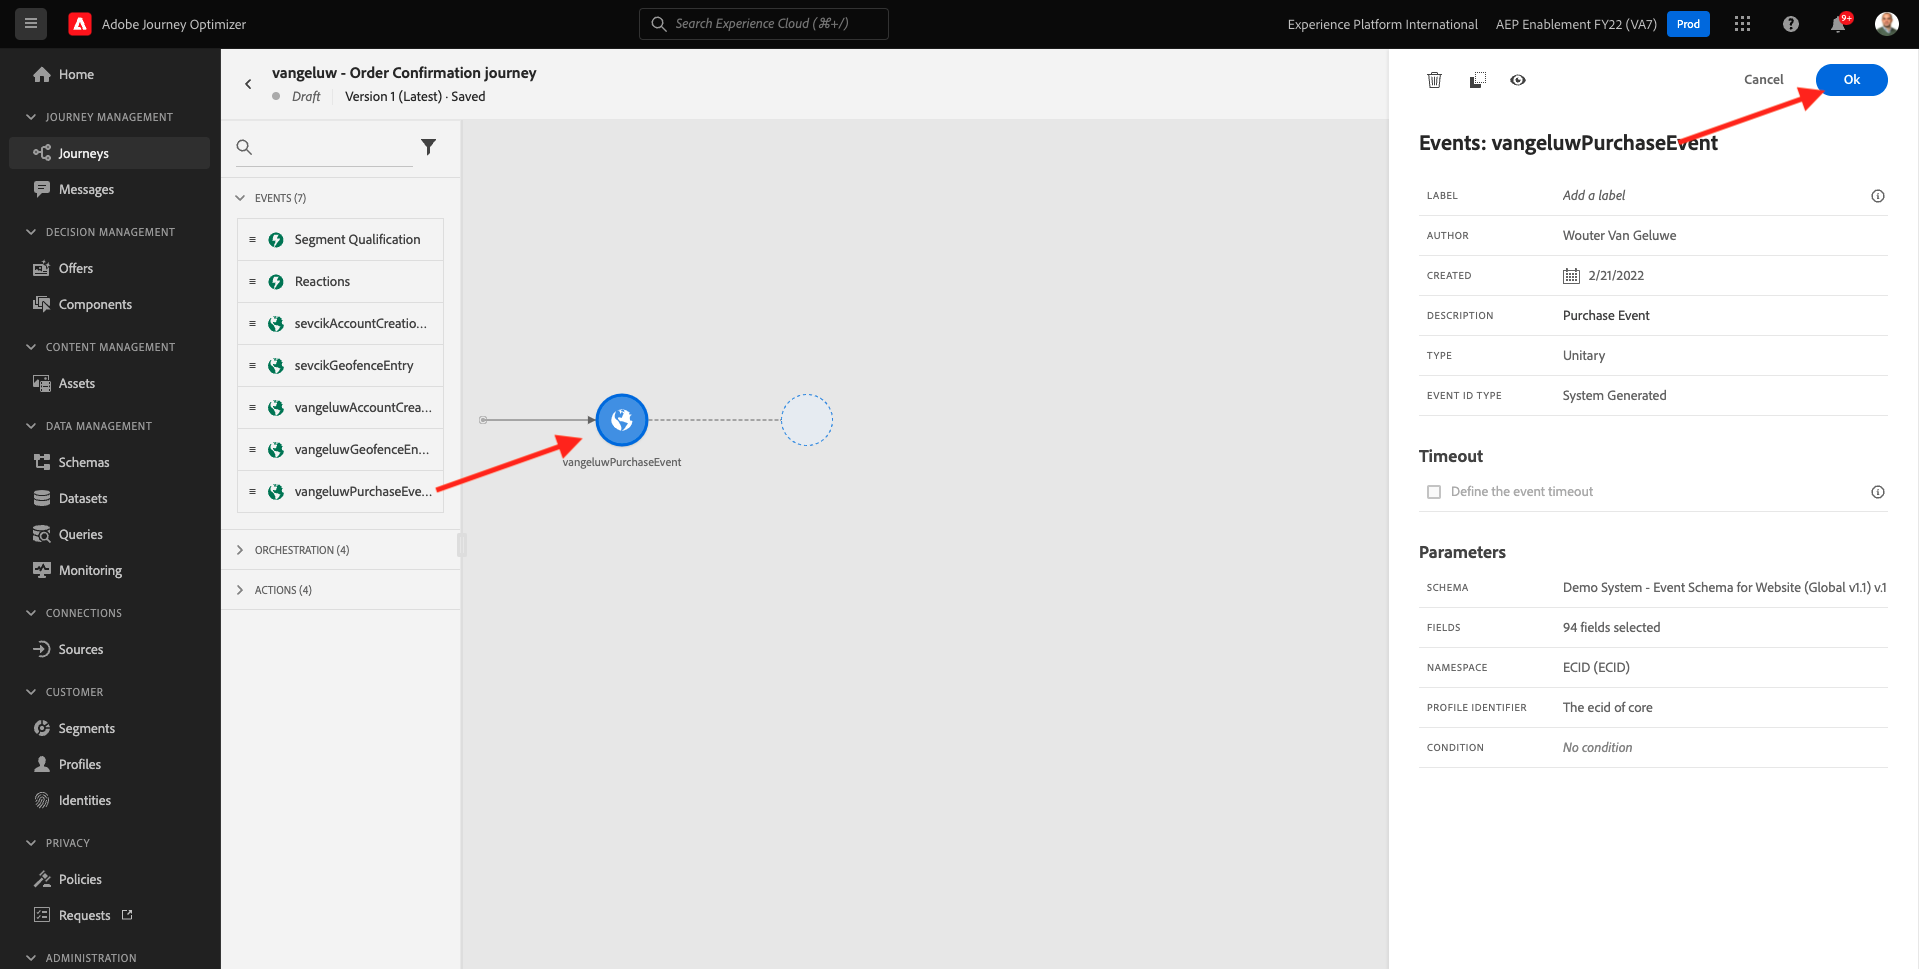 Adobe Journey Optimizer
Search Experience Cloud (⌘+/)
Experience Platform International
AEP Enablement FY22 (VA7)
Prod
9+
Home
JOURNEY MANAGEMENT
Journeys
Messages
DECISION MANAGEMENT
Offers
Components
CONTENT MANAGEMENT
Assets
DATA MANAGEMENT
Schemas
Datasets
Queries
Monitoring
CONNECTIONS
Sources
CUSTOMER
Segments
Profiles
Identities
PRIVACY
Policies
Requests
ADMINISTRATION
vangeluw - Order Confirmation journey
Draft
Version 1 (Latest) · Saved
EVENTS (7)
Segment Qualification
Reactions
sevcikAccountCreatio...
sevcikGeofenceEntry
vangeluwAccountCrea...
vangeluwGeofenceEn...
vangeluwPurchaseEve...
ORCHESTRATION (4)
ACTIONS (4)
vangeluwPurchaseEvent
Cancel
Ok
Events: vangeluwPurchaseEvent
LABEL Add a label
AUTHOR Wouter Van Geluwe
CREATED 2/21/2022
DESCRIPTION Purchase Event
TYPE Unitary
EVENT ID TYPE System Generated
Timeout
Define the event timeout
Parameters
SCHEMA Demo System - Event Schema for Website (Global v1.1) v.1
FIELDS 94 fields selected
NAMESPACE ECID (ECID)
PROFILE IDENTIFIER The ecid of core
CONDITION No condition